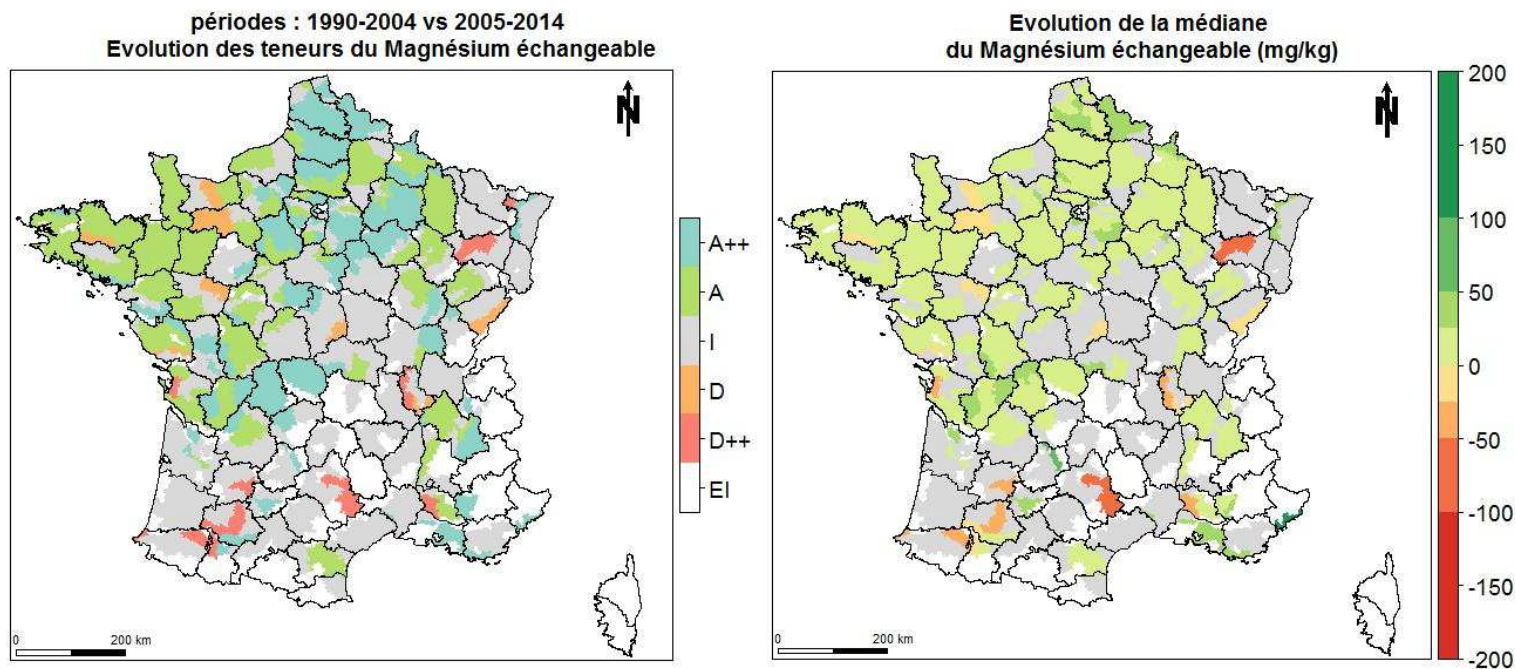 périodes : 1990-2004 vs 2005-2014
Evolution des teneurs du Magnésium échangeable
N
A++
A
I
D
D++
EI
0 200 km
Evolution de la médiane
du Magnésium échangeable (mg/kg)
N
200
150
100
50
0
-50
-100
-150
-200
0 200 km